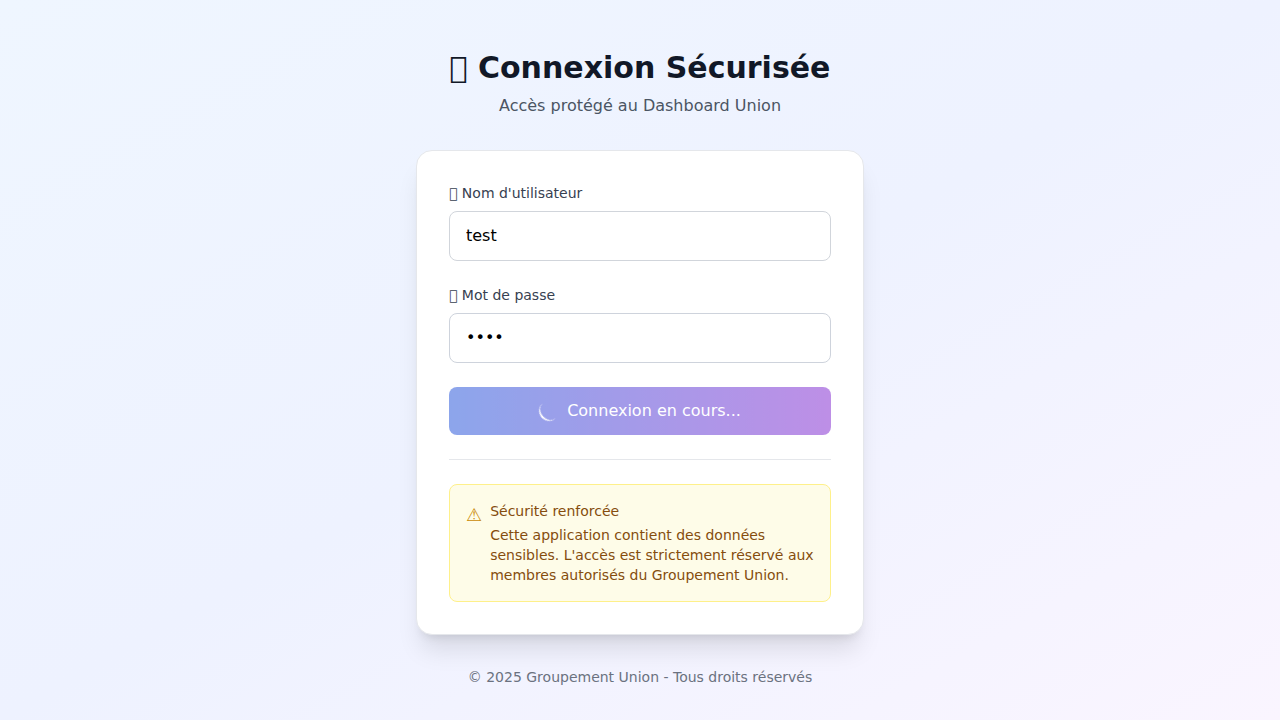 Connexion Sécurisée
Accès protégé au Dashboard Union
Nom d'utilisateur
test
Mot de passe
••••
Connexion en cours...
⚠ Sécurité renforcée
Cette application contient des données
sensibles. L'accès est strictement réservé aux
membres autorisés du Groupement Union.
© 2025 Groupement Union - Tous droits réservés